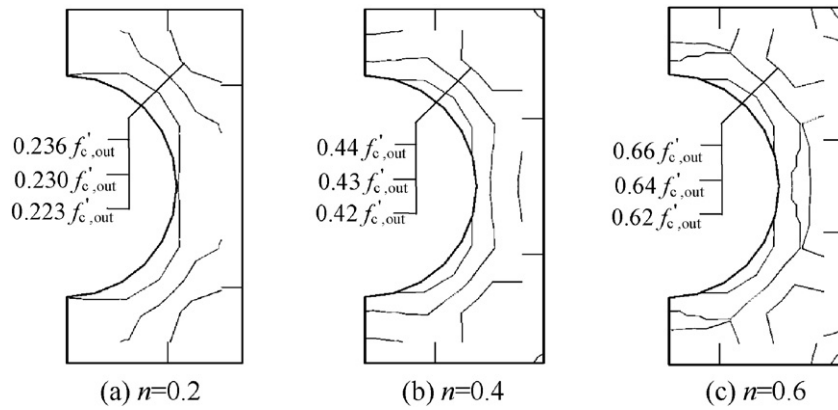 0.236 f'c,out
0.230 f'c,out
0.223 f'c,out
0.44 f'c,out
0.43 f'c,out
0.42 f'c,out
0.66 f'c,out
0.64 f'c,out
0.62 f'c,out
(a) n=0.2
(b) n=0.4
(c) n=0.6